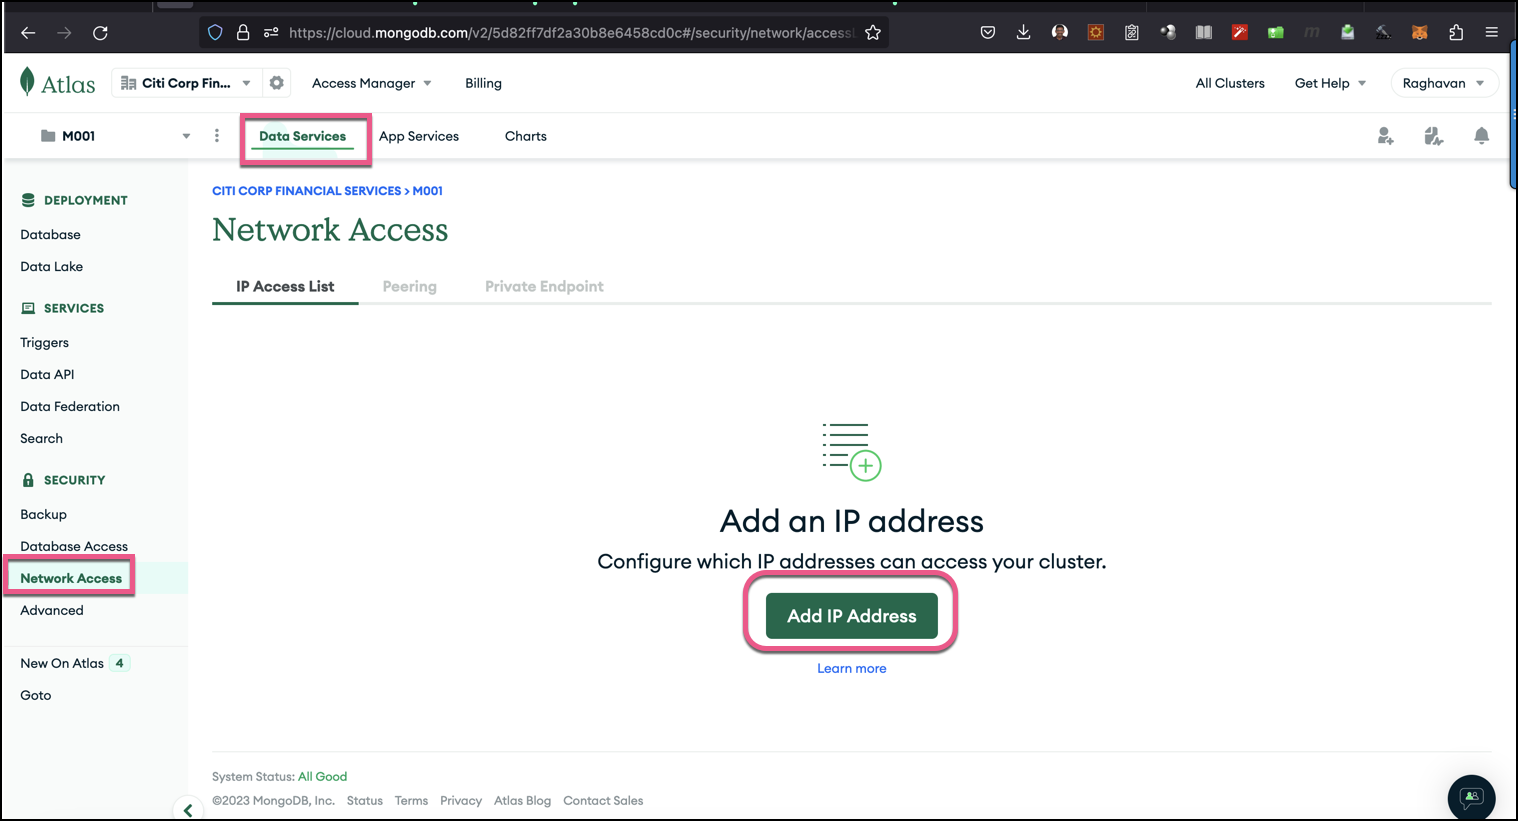 https://cloud.mongodb.com/v2/5d82ff7df2a30b8e6458cd0c#/security/network/access
Atlas
Citi Corp Fin...
Access Manager
Billing
All Clusters
Get Help
Raghavan
M001
Data Services
App Services
Charts
DEPLOYMENT
Database
Data Lake
SERVICES
Triggers
Data API
Data Federation
Search
SECURITY
Backup
Database Access
Network Access
Advanced
New On Atlas 4
Goto
CITI CORP FINANCIAL SERVICES > M001
Network Access
IP Access List
Peering
Private Endpoint
Add an IP address
Configure which IP addresses can access your cluster.
Add IP Address
Learn more
System Status: All Good
©2023 MongoDB, Inc. Status Terms Privacy Atlas Blog Contact Sales